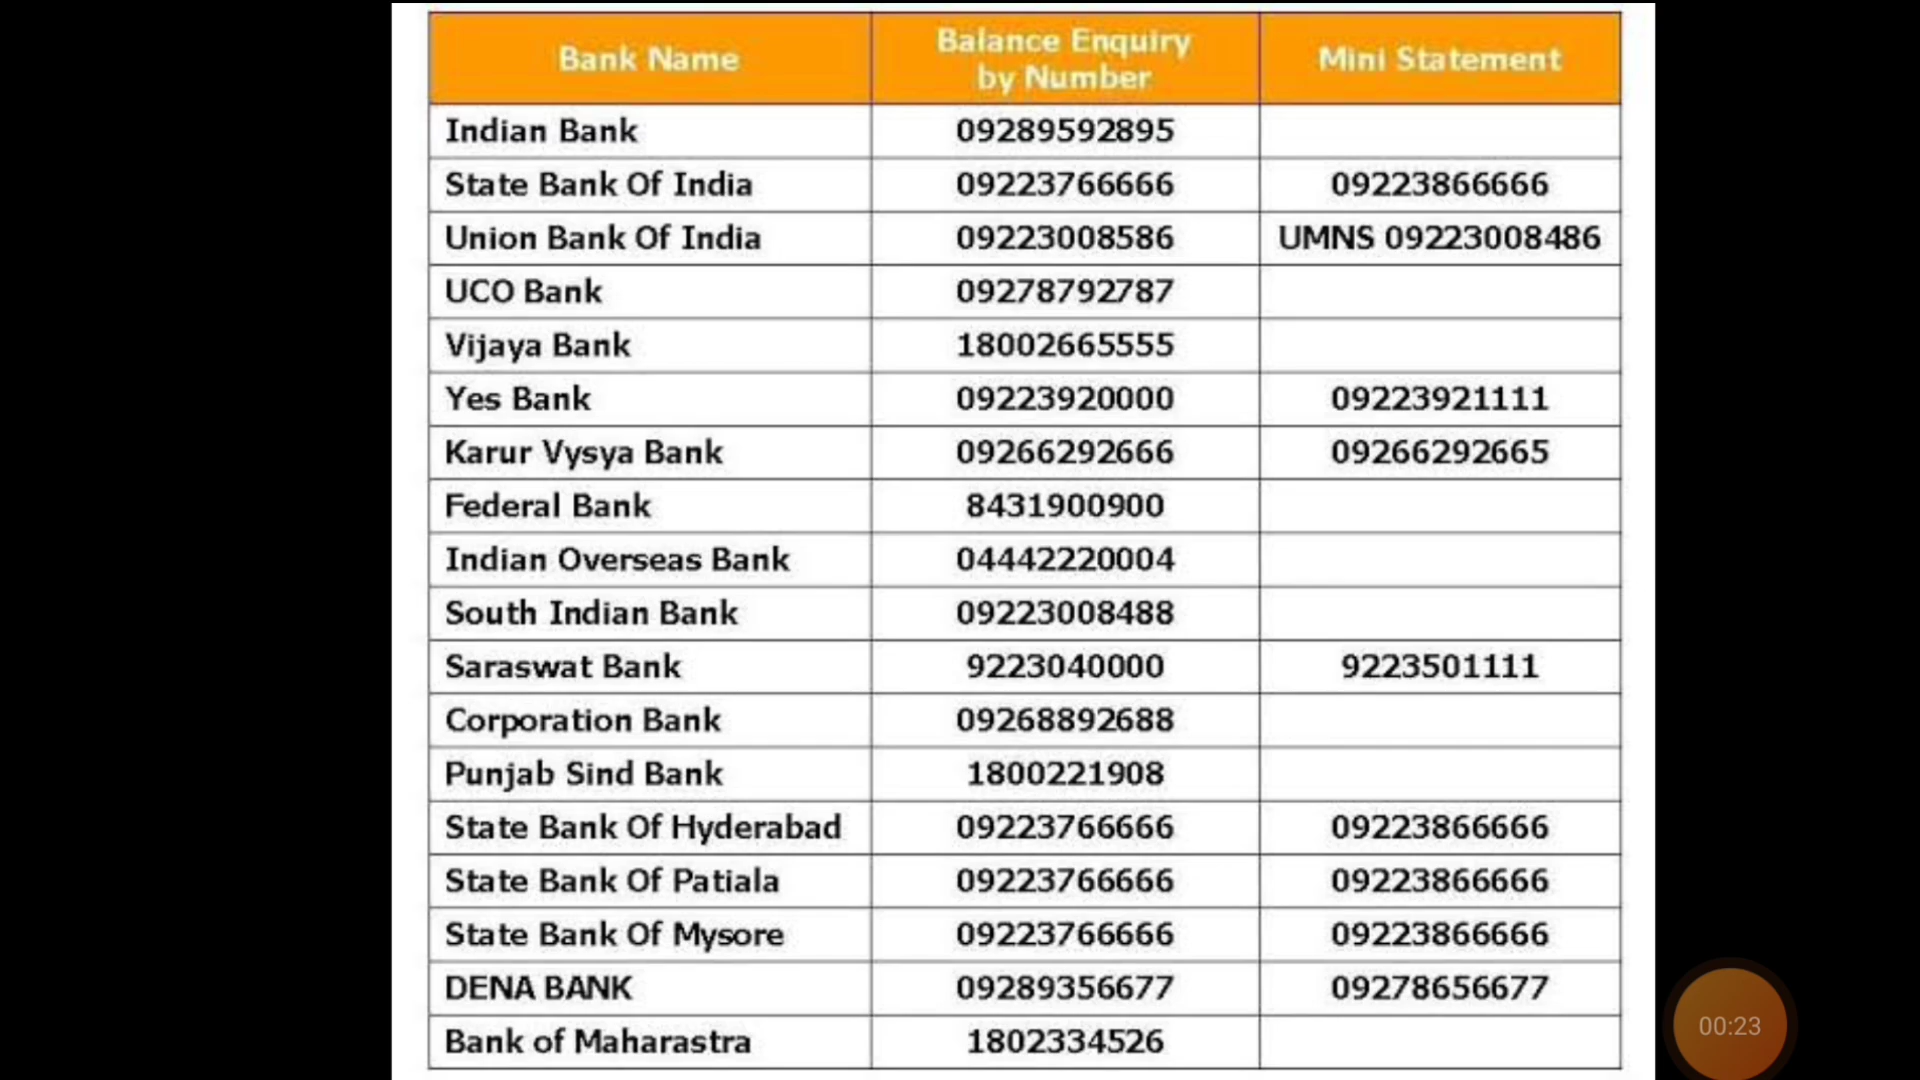 Bank Name Balance Enquiry by Number Mini Statement
Indian Bank 09289592895
State Bank Of India 09223766666 09223866666
Union Bank Of India 09223008586 UMNS 09223008486
UCO Bank 09278792787
Vijaya Bank 18002665555
Yes Bank 09223920000 09223921111
Karur Vysya Bank 09266292666 09266292665
Federal Bank 8431900900
Indian Overseas Bank 04442220004
South Indian Bank 09223008488
Saraswat Bank 9223040000 9223501111
Corporation Bank 09268892688
Punjab Sind Bank 1800221908
State Bank Of Hyderabad 09223766666 09223866666
State Bank Of Patiala 09223766666 09223866666
State Bank Of Mysore 09223766666 09223866666
DENA BANK 09289356677 09278656677
Bank of Maharastra 1802334526
00:23